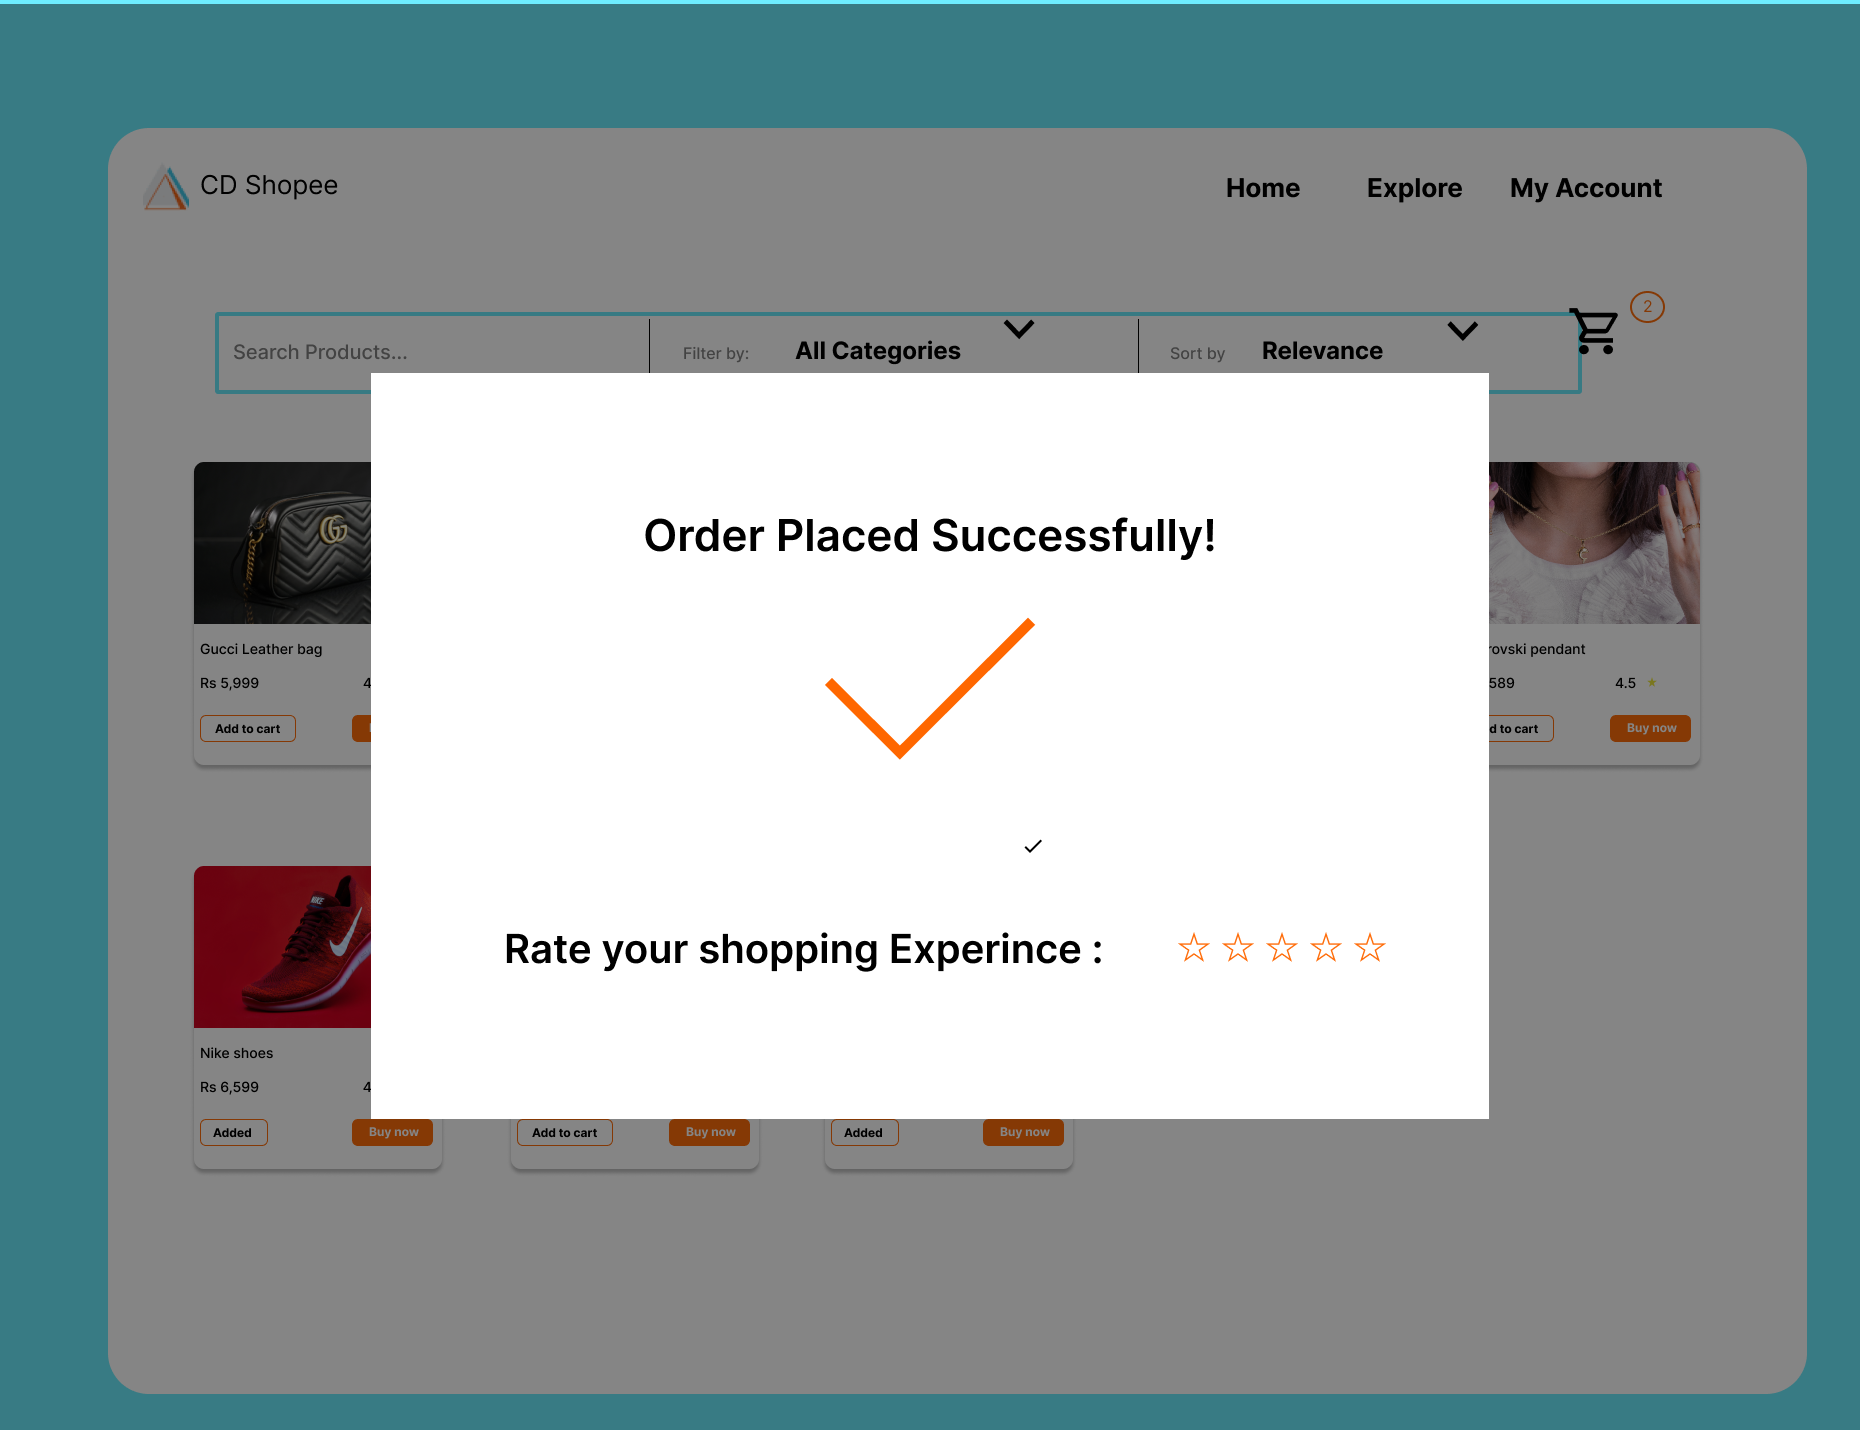 CD Shopee
Home Explore My Account
2
Search Products...
Filter by: All Categories
Sort by Relevance
Order Placed Successfully!
Rate your shopping Experince :
Gucci Leather bag
Rs 5,999 4
Add to cart
rovski pendant
589 4.5
d to cart Buy now
NIKE
Nike shoes
Rs 6,599 4
Added Buy now
Add to cart Buy now
Added Buy now